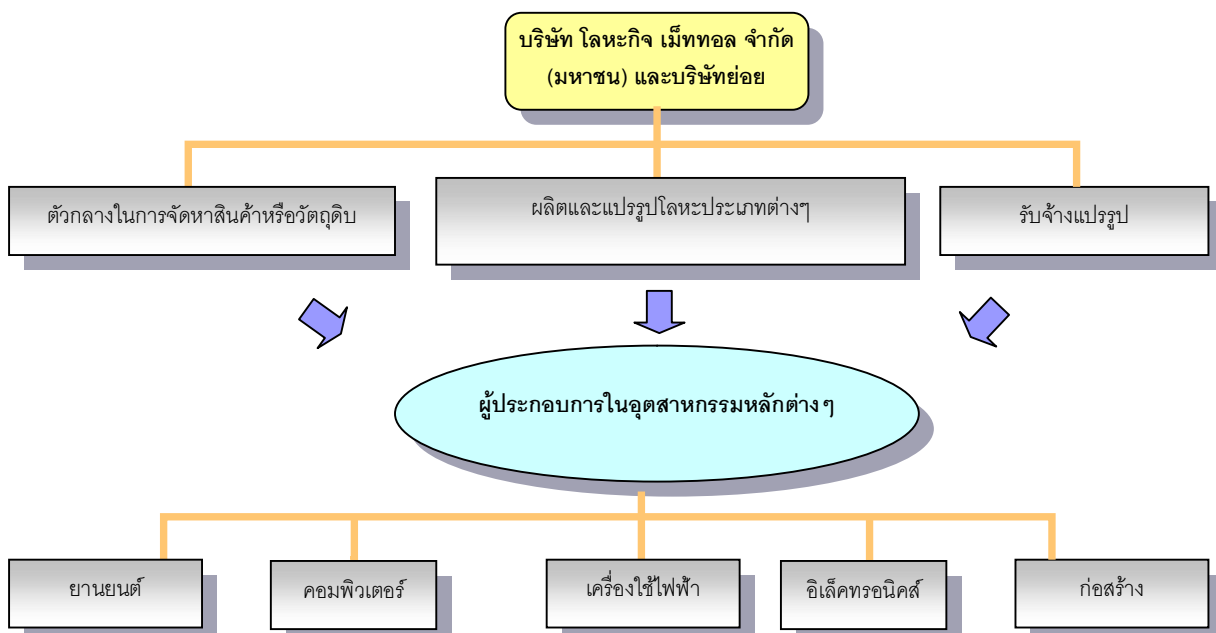 บริษัท โลหะกิจ เม็ททอล จำกัด
(มหาชน) และบริษัทย่อย
ตัวกลางในการจัดหาสินค้าหรือวัตถุดิบ
ผลิตและแปรรูปโลหะประเภทต่างๆ
รับจ้างแปรรูป
ผู้ประกอบการในอุตสาหกรรมหลักต่าง ๆ
ยานยนต์
คอมพิวเตอร์
เครื่องใช้ไฟฟ้า
อิเล็คทรอนิคส์
ก่อสร้าง